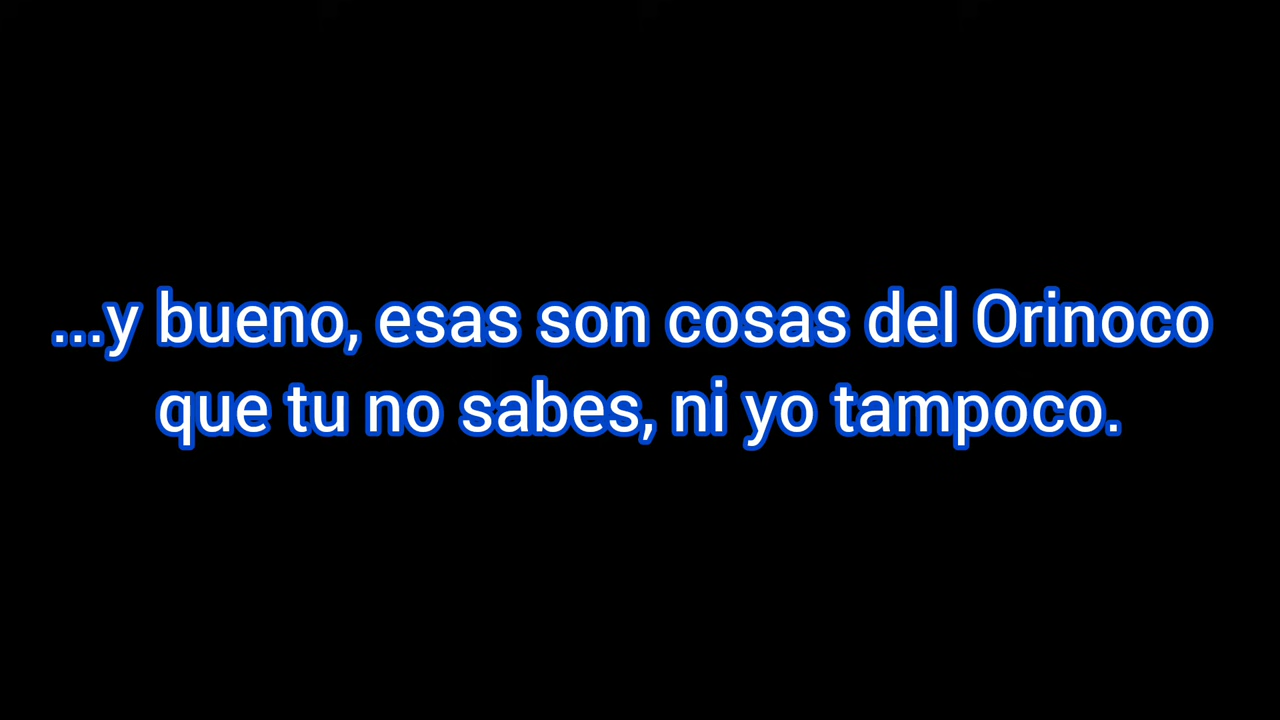 ...y bueno, esas son cosas del Orinoco
que tu no sabes, ni yo tampoco.